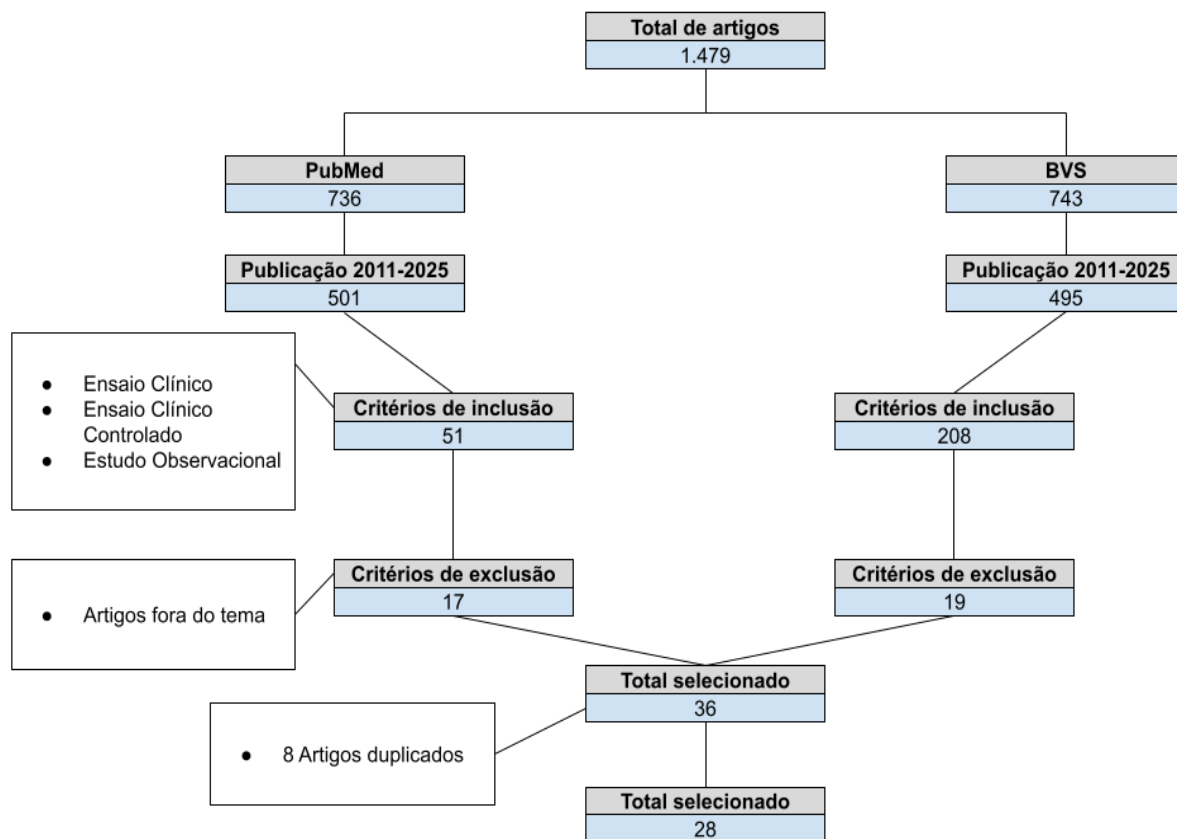 Total de artigos
1.479
PubMed
736
BVS
743
Publicação 2011-2025
501
Publicação 2011-2025
495
● Ensaio Clínico
● Ensaio Clínico
Controlado
● Estudo Observacional
Critérios de inclusão
51
Critérios de inclusão
208
● Artigos fora do tema
Critérios de exclusão
17
Critérios de exclusão
19
Total selecionado
36
● 8 Artigos duplicados
Total selecionado
28